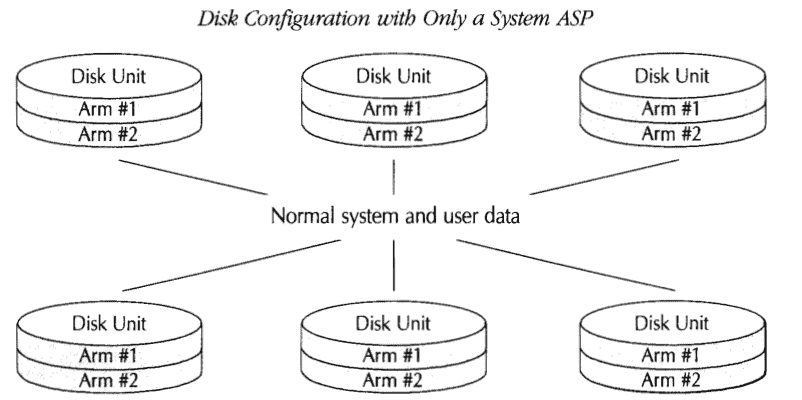 Disk Configuration with Only a System ASP
Disk Unit
Arm #1
Arm #2
Disk Unit
Arm #1
Arm #2
Disk Unit
Arm #1
Arm #2
Normal system and user data
Disk Unit
Arm #1
Arm #2
Disk Unit
Arm #1
Arm #2
Disk Unit
Arm #1
Arm #2